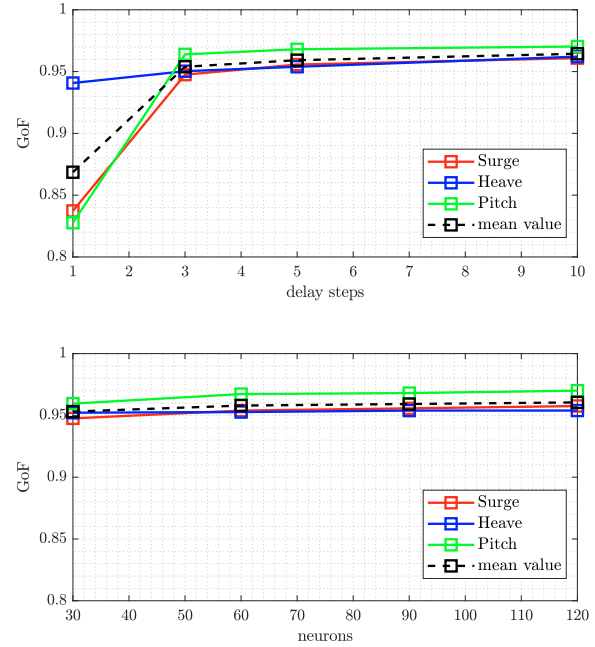 1
0.95
0.9
0.85
0.8
GoF
Surge
Heave
Pitch
mean value
1 2 3 4 5 6 7 8 9 10
delay steps
1
0.95
0.9
0.85
0.8
GoF
Surge
Heave
Pitch
mean value
30 40 50 60 70 80 90 100 110 120
neurons